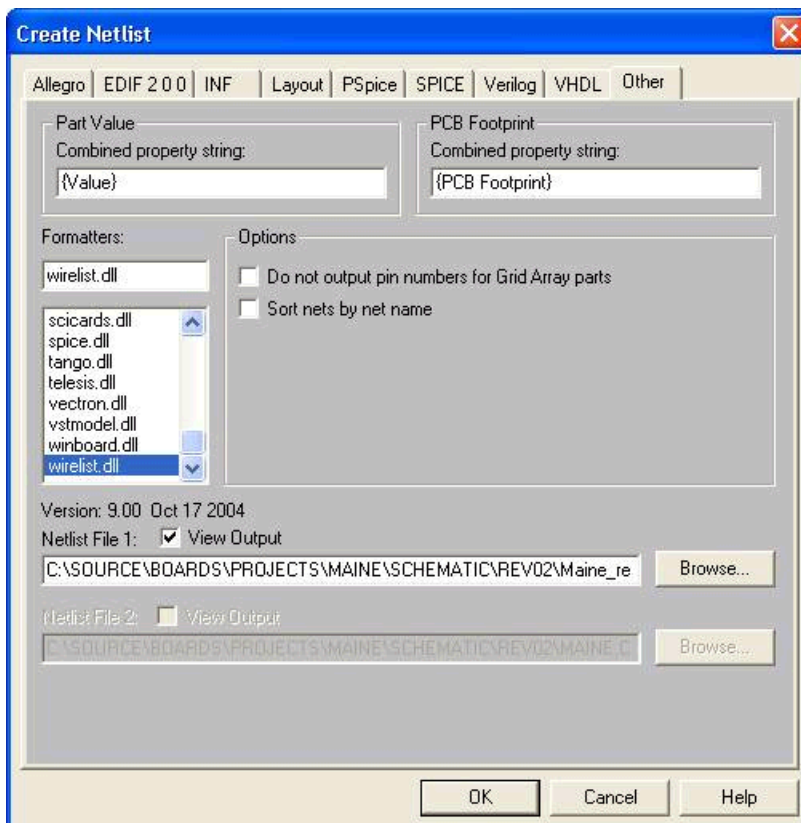 Create Netlist
Allegro EDIF 2 0 0 INF Layout PSpice SPICE Verilog VHDL Other
Part Value
Combined property string:
{Value}
PCB Footprint
Combined property string:
{PCB Footprint}
Formatters:
wirelist.dll
scicards.dll
spice.dll
tango.dll
telesis.dll
vectron.dll
vstmodel.dll
winboard.dll
wirelist.dll
Options
Do not output pin numbers for Grid Array parts
Sort nets by net name
Version: 9.00 Oct 17 2004
Netlist File 1: View Output
C:\SOURCE\BOARDS\PROJECTS\MAINE\SCHEMATIC\REV02\Maine_re Browse...
Netlist File 2: View Output
C:\SOURCE\BOARDS\PROJECTS\MAINE\SCHEMATIC\REV02\MAINE.C Browse...
OK Cancel Help